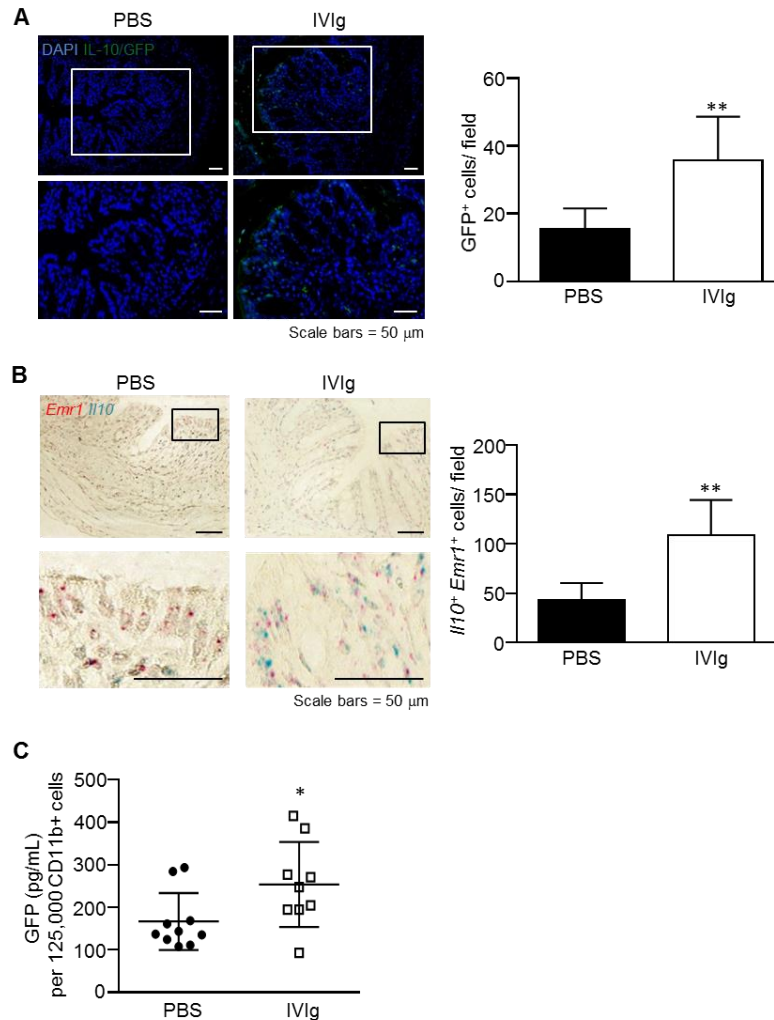 A
PBS
IVIg
DAPI IL-10/GFP
Scale bars = 50 μm
GFP+ cells/ field
60
40
20
0
**
PBS
IVIg
B
PBS
IVIg
Emr1 Il10
Scale bars = 50 μm
Il10+ Emr1+ cells/ field
200
150
100
50
0
**
PBS
IVIg
C
GFP (pg/mL)
per 125,000 CD11b+ cells
500
400
300
200
100
0
*
PBS
IVIg